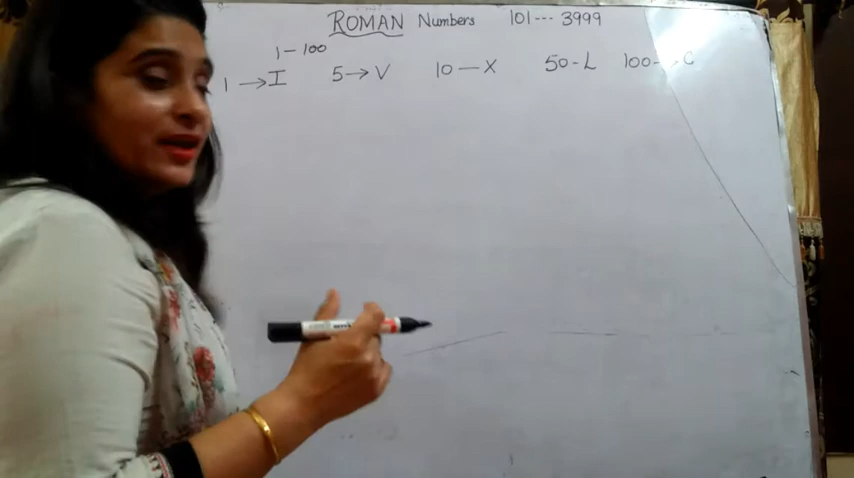 ROMAN Numbers 101--- 3999
1 - 100
1 → I 5 → V 10 — X 50 - L 100 - C